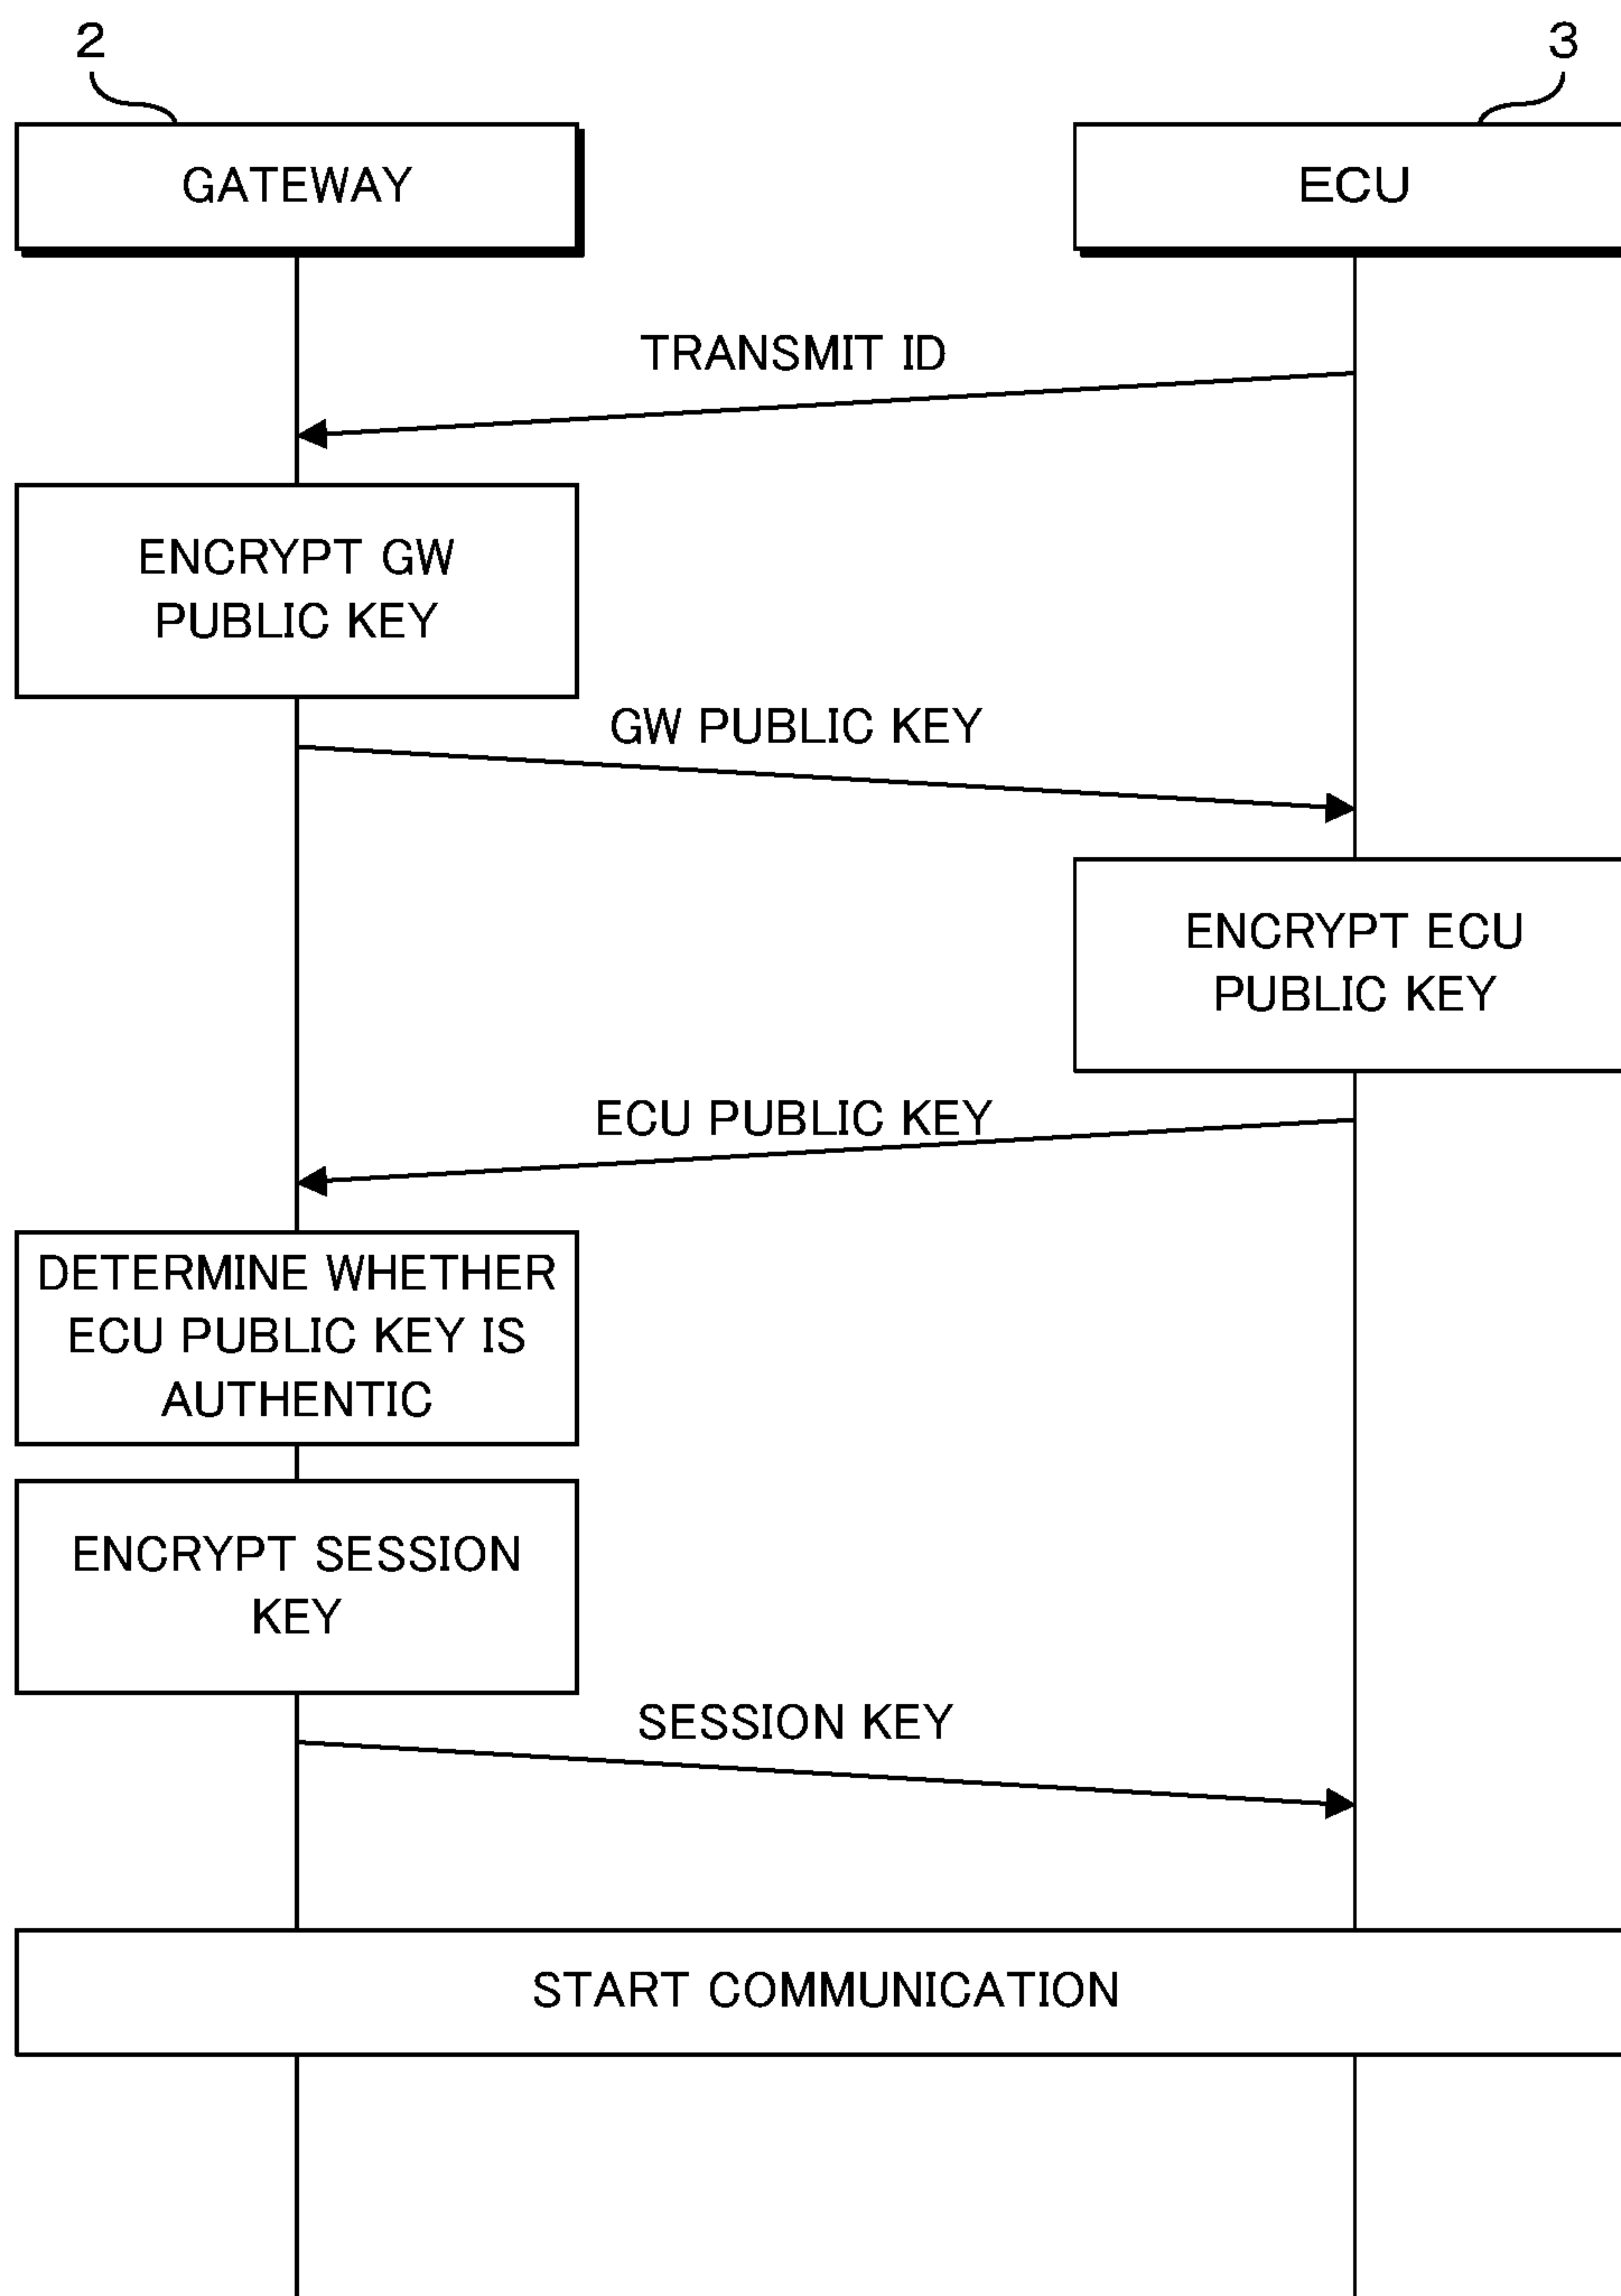 2
3
GATEWAY
ECU
TRANSMIT ID
ENCRYPT GW
PUBLIC KEY
GW PUBLIC KEY
ENCRYPT ECU
PUBLIC KEY
ECU PUBLIC KEY
DETERMINE WHETHER
ECU PUBLIC KEY IS
AUTHENTIC
ENCRYPT SESSION
KEY
SESSION KEY
START COMMUNICATION